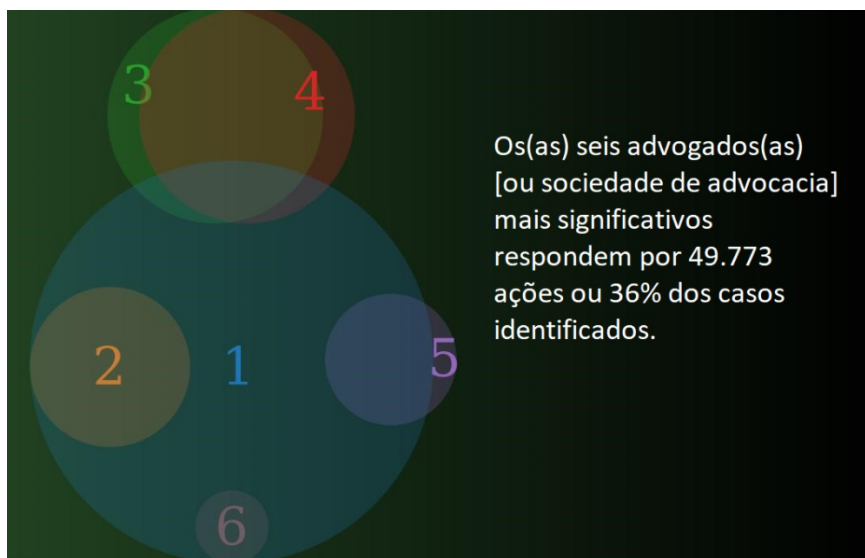 3
4
Os(as) seis advogados(as)
[ou sociedade de advocacia]
mais significativos
respondem por 49.773
ações ou 36% dos casos
identificados.
2
1
5
6